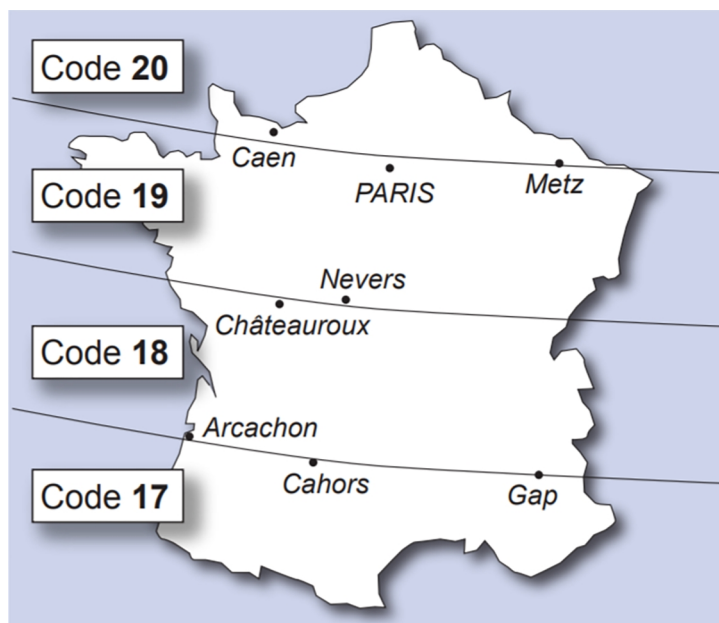 Code 20
Caen
PARIS
Metz
Code 19
Nevers
Châteauroux
Code 18
Arcachon
Cahors
Gap
Code 17